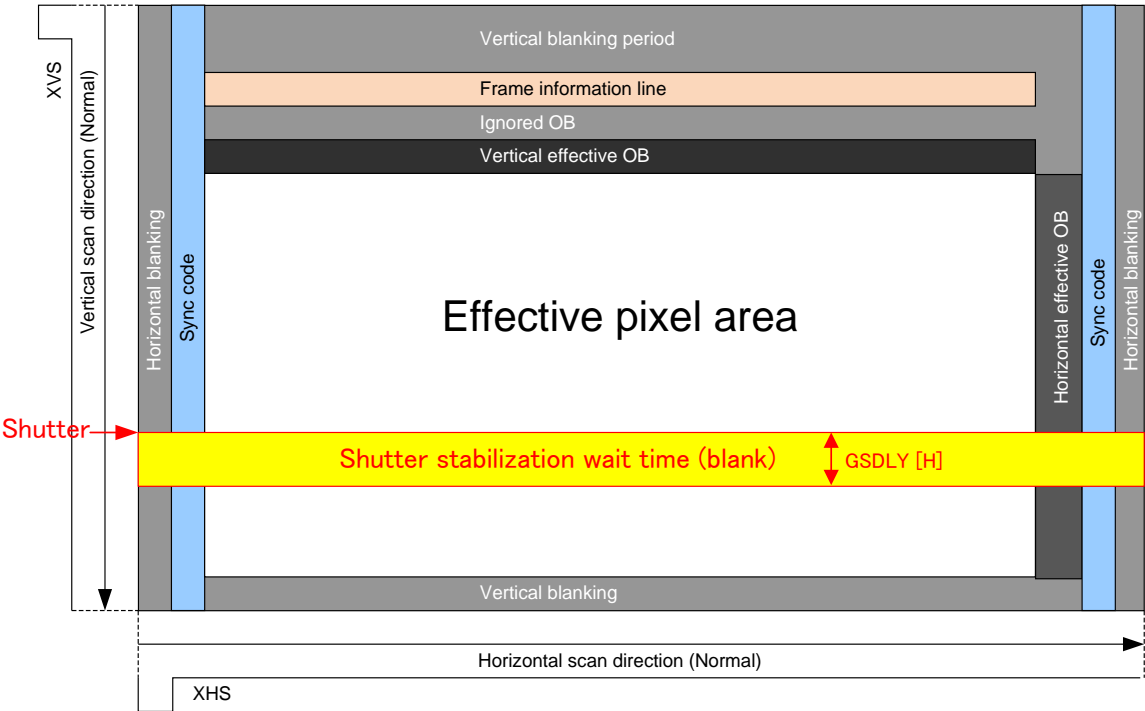 Vertical blanking period
XVS
Vertical scan direction (Normal)
Frame information line
Ignored OB
Vertical effective OB
Horizontal blanking
Sync code
Effective pixel area
Horizontal effective OB
Sync code
Horizontal blanking
Shutter
Shutter stabilization wait time (blank)
GSDLY [H]
Vertical blanking
Horizontal scan direction (Normal)
XHS